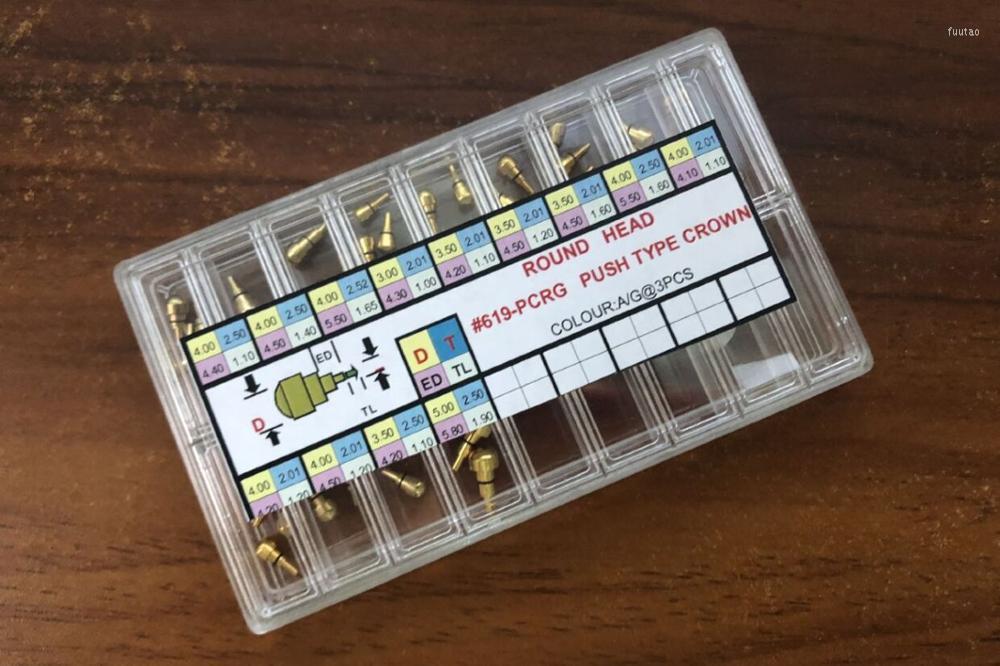 fuutao
4.00 2.50 4.00 2.50 4.00 2.52 3.00 2.01 3.50 2.01 3.50 2.01 3.50 2.01 4.00 2.50 4.00 2.01
4.40 1.10 4.50 1.40 5.50 1.65 4.30 1.00 4.20 1.10 4.50 1.20 4.50 1.60 5.50 1.60 4.10 1.10
ROUND HEAD
#619-PCRG PUSH TYPE CROWN
COLOUR:A/G@3PCS
ED
D T
ED TL
D
TL
4.00 2.01 4.00 2.01 3.50 2.50 5.00 2.50
4.20 1.20 4.50 1.20 4.20 1.10 5.80 1.90